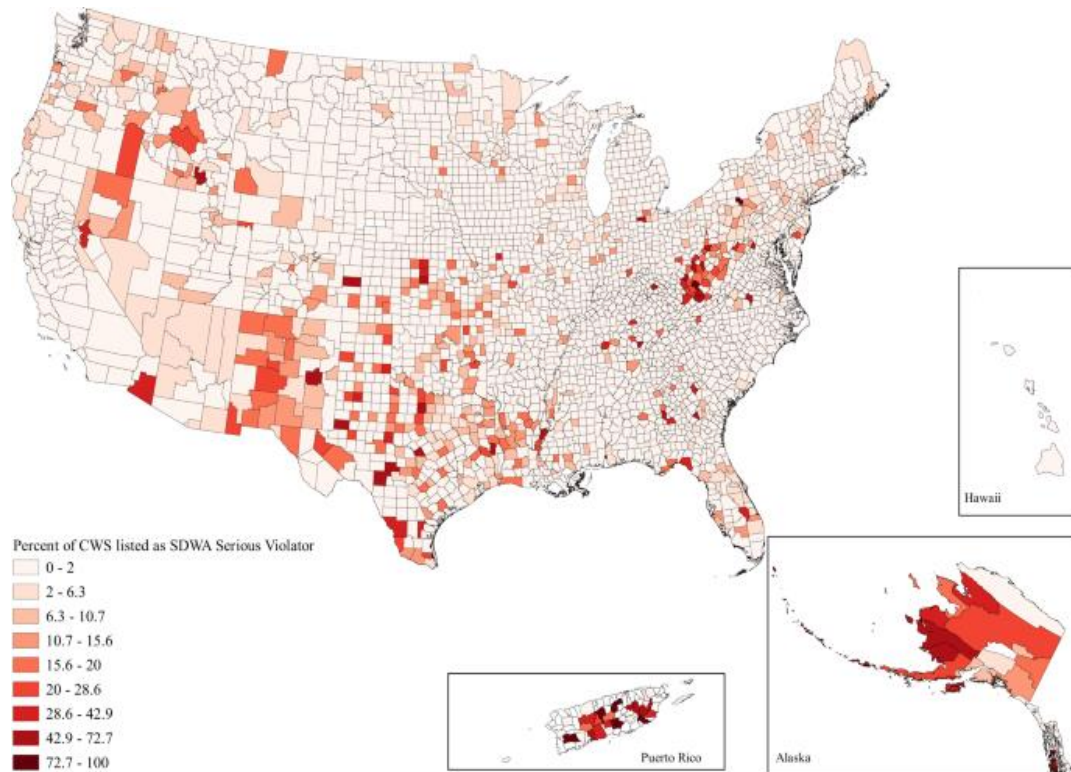 Hawaii
Percent of CWS listed as SDWA Serious Violator
0 - 2
2 - 6.3
6.3 - 10.7
10.7 - 15.6
15.6 - 20
20 - 28.6
28.6 - 42.9
42.9 - 72.7
72.7 - 100
Puerto Rico
Alaska